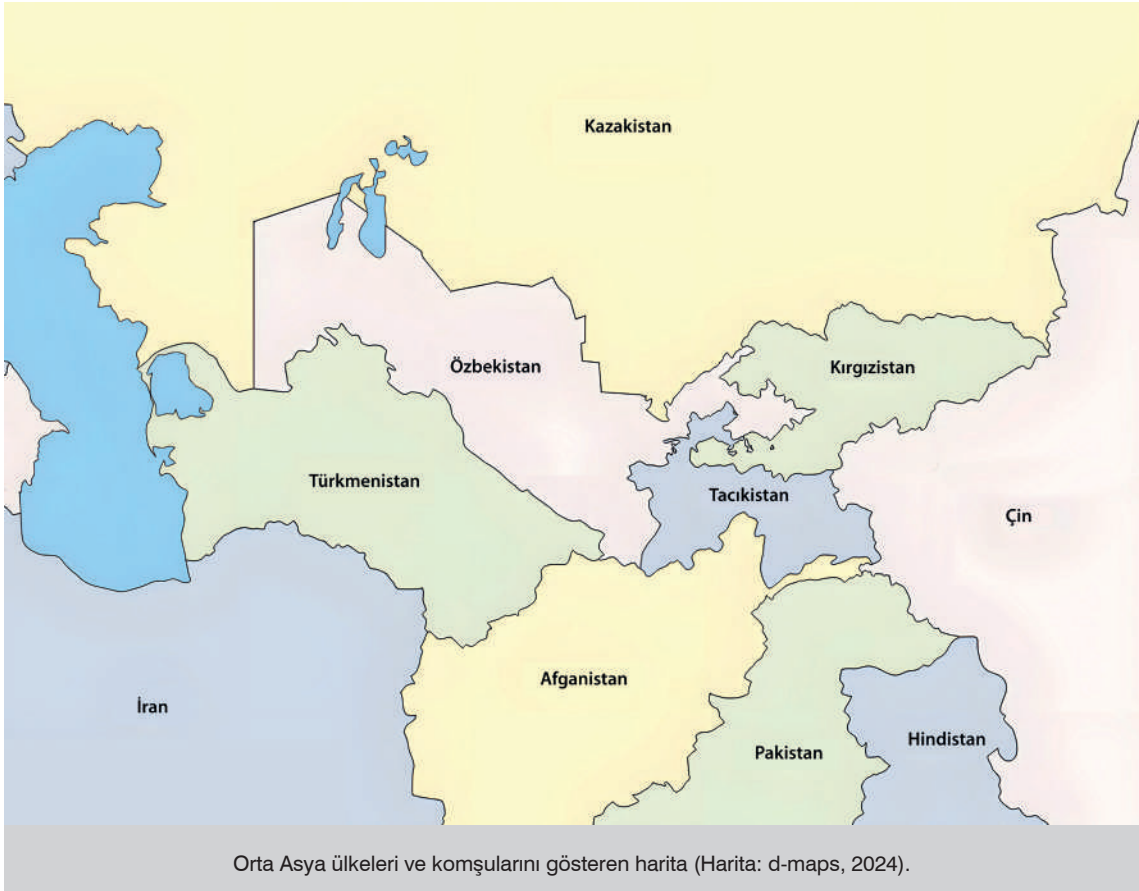 Kazakistan
Özbekistan
Kırgızistan
Türkmenistan
Tacıkistan
Çin
Afganistan
İran
Pakistan
Hindistan
Orta Asya ülkeleri ve komşularını gösteren harita (Harita: d-maps, 2024).